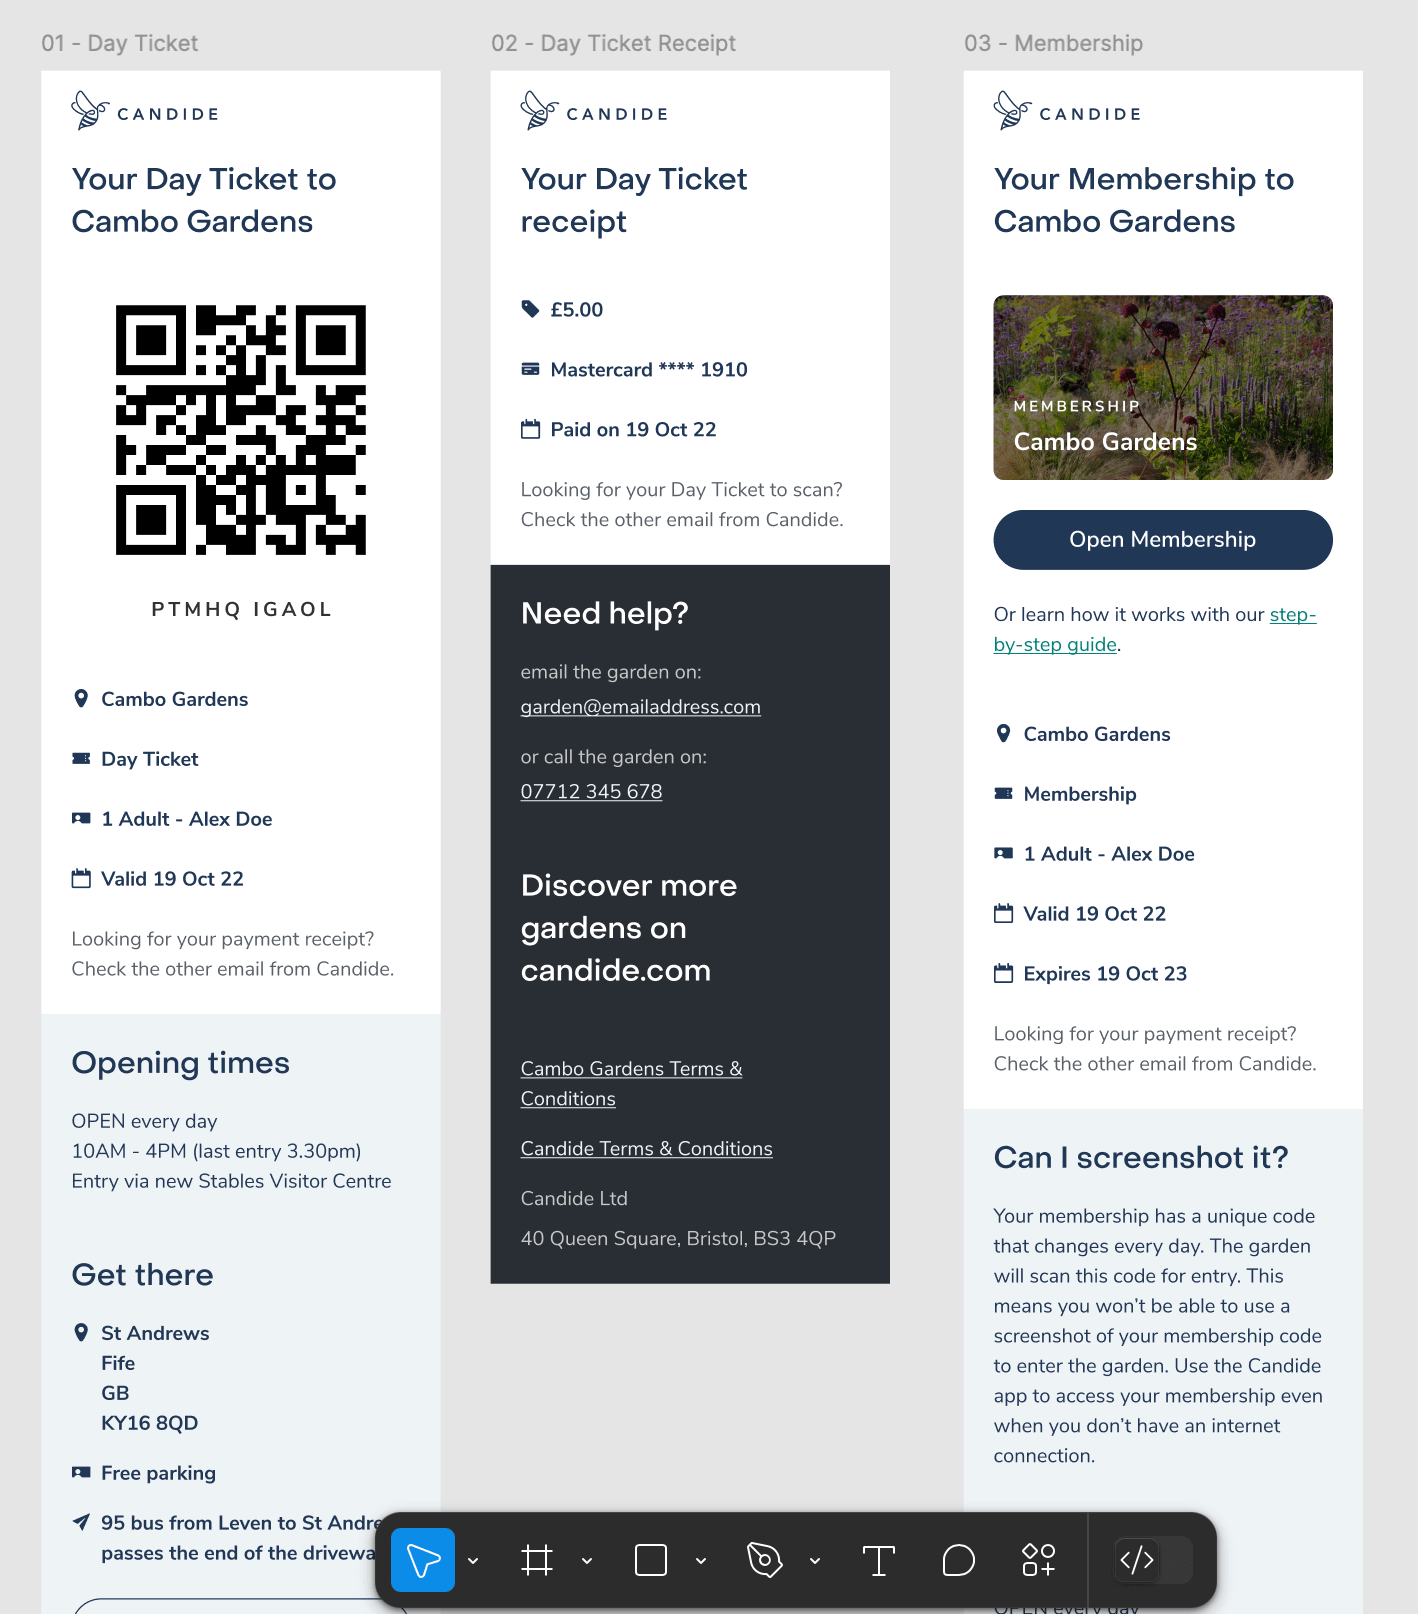 01 - Day Ticket
CANDIDE
Your Day Ticket to
Cambo Gardens
PTMHQ IGAOL
Cambo Gardens
Day Ticket
1 Adult - Alex Doe
Valid 19 Oct 22
Looking for your payment receipt?
Check the other email from Candide.
Opening times
OPEN every day
10AM - 4PM (last entry 3.30pm)
Entry via new Stables Visitor Centre
Get there
St Andrews
Fife
GB
KY16 8QD
Free parking
95 bus from Leven to St Andre
passes the end of the drivewa
02 - Day Ticket Receipt
CANDIDE
Your Day Ticket
receipt
£5.00
Mastercard **** 1910
Paid on 19 Oct 22
Looking for your Day Ticket to scan?
Check the other email from Candide.
Need help?
email the garden on:
garden@emailaddress.com
or call the garden on:
07712 345 678
Discover more
gardens on
candide.com
Cambo Gardens Terms &
Conditions
Candide Terms & Conditions
Candide Ltd
40 Queen Square, Bristol, BS3 4QP
03 - Membership
CANDIDE
Your Membership to
Cambo Gardens
MEMBERSHIP
Cambo Gardens
Open Membership
Or learn how it works with our step-
by-step guide.
Cambo Gardens
Membership
1 Adult - Alex Doe
Valid 19 Oct 22
Expires 19 Oct 23
Looking for your payment receipt?
Check the other email from Candide.
Can I screenshot it?
Your membership has a unique code
that changes every day. The garden
will scan this code for entry. This
means you won't be able to use a
screenshot of your membership code
to enter the garden. Use the Candide
app to access your membership even
when you don't have an internet
connection.
OPEN every day